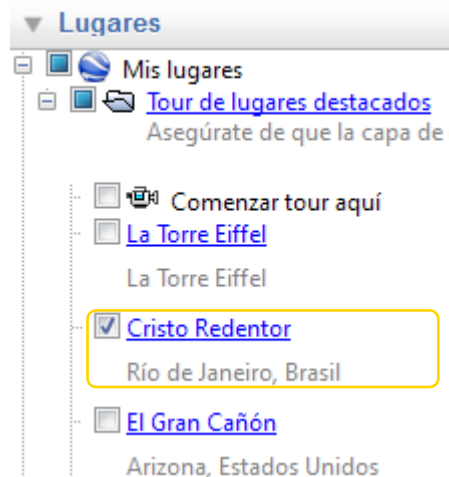 Lugares
Mis lugares
Tour de lugares destacados
Asegúrate de que la capa de
Comenzar tour aquí
La Torre Eiffel
La Torre Eiffel
Cristo Redentor
Río de Janeiro, Brasil
El Gran Cañón
Arizona, Estados Unidos